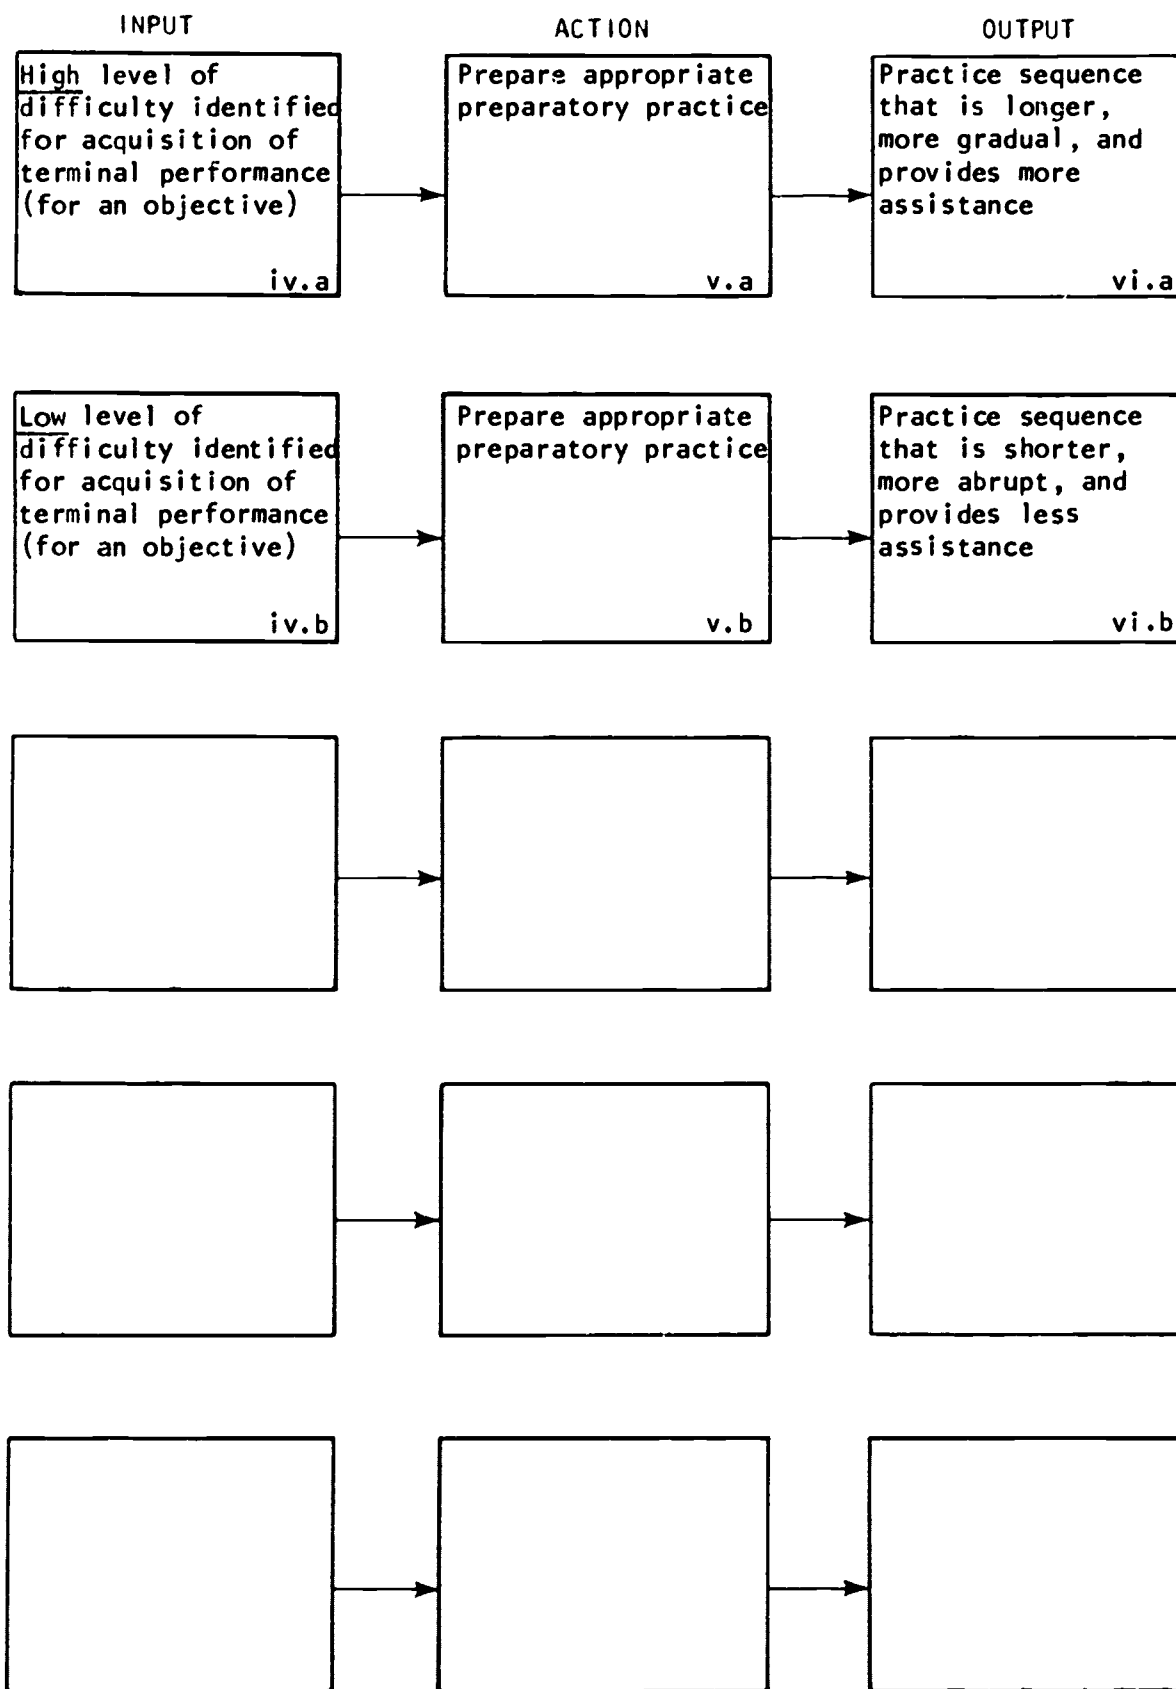 INPUT
ACTION
OUTPUT
High level of
difficulty identified
for acquisition of
terminal performance
(for an objective)
iv.a
Prepare appropriate
preparatory practice
v.a
Practice sequence
that is longer,
more gradual, and
provides more
assistance
vi.a
Low level of
difficulty identified
for acquisition of
terminal performance
(for an objective)
iv.b
Prepare appropriate
preparatory practice
v.b
Practice sequence
that is shorter,
more abrupt, and
provides less
assistance
vi.b